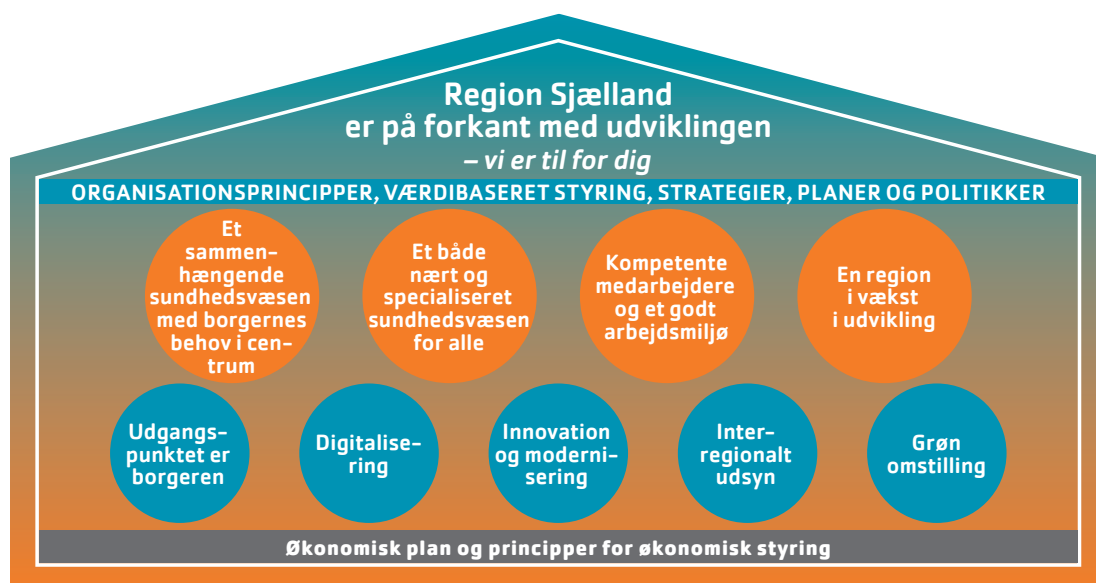 Region Sjælland
er på forkant med udviklingen
– vi er til for dig
ORGANISATIONSPRINCIPPER, VÆRDIBASERET STYRING, STRATEGIER, PLANER OG POLITIKKER
Et
sammen-
hængende
sundhedsvæsen
med borgernes
behov i cen-
trum
Et både
nært og
specialiseret
sundhedsvæsen
for alle
Kompetente
medarbejdere
og et godt
arbejdsmiljø
En region
i vækst
i udvikling
Udgangs-
punktet er
borgeren
Digitalise-
ring
Innovation
og moderni-
sering
Inter-
regionalt
udsyn
Grøn
omstilling
Økonomisk plan og principper for økonomisk styring